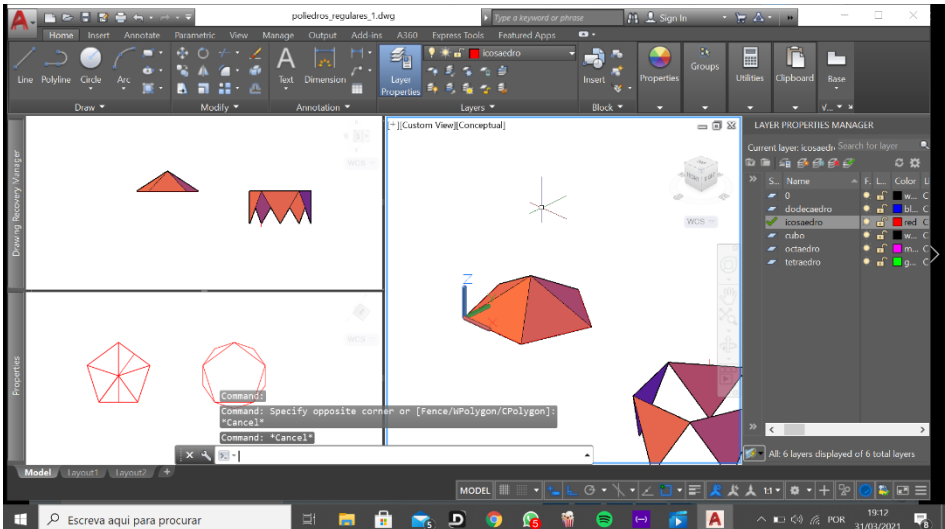 poliedros_regulares_1.dwg
Type a keyword or phrase
Sign In
Home Insert Annotate Parametric View Manage Output Add-ins A360 Express Tools Featured Apps
icosaedro
Line Polyline Circle Arc
Text Dimension
Layer Properties
Insert
Properties
Groups
Utilities
Clipboard
Base
Draw
Modify
Annotation
Layers
Block
V...
[+][Custom View][Conceptual]
WCS
WCS
WCS
Z
X
Drawing Recovery Manager
Properties
LAYER PROPERTIES MANAGER
Current layer: icosaedr
Search for layer
S... Name F. L... Color L
0 w... C
dodecaedro bl... C
icosaedro red C
cubo w... C
octaedro m... C
tetraedro g... C
All: 6 layers displayed of 6 total layers
Command:
Command: Specify opposite corner or [Fence/WPolygon/CPolygon]:
*Cancel*
Command: *Cancel*
Model Layout1 Layout2 +
MODEL
1:1
Escreva aqui para procurar
POR
19:12
31/03/2021